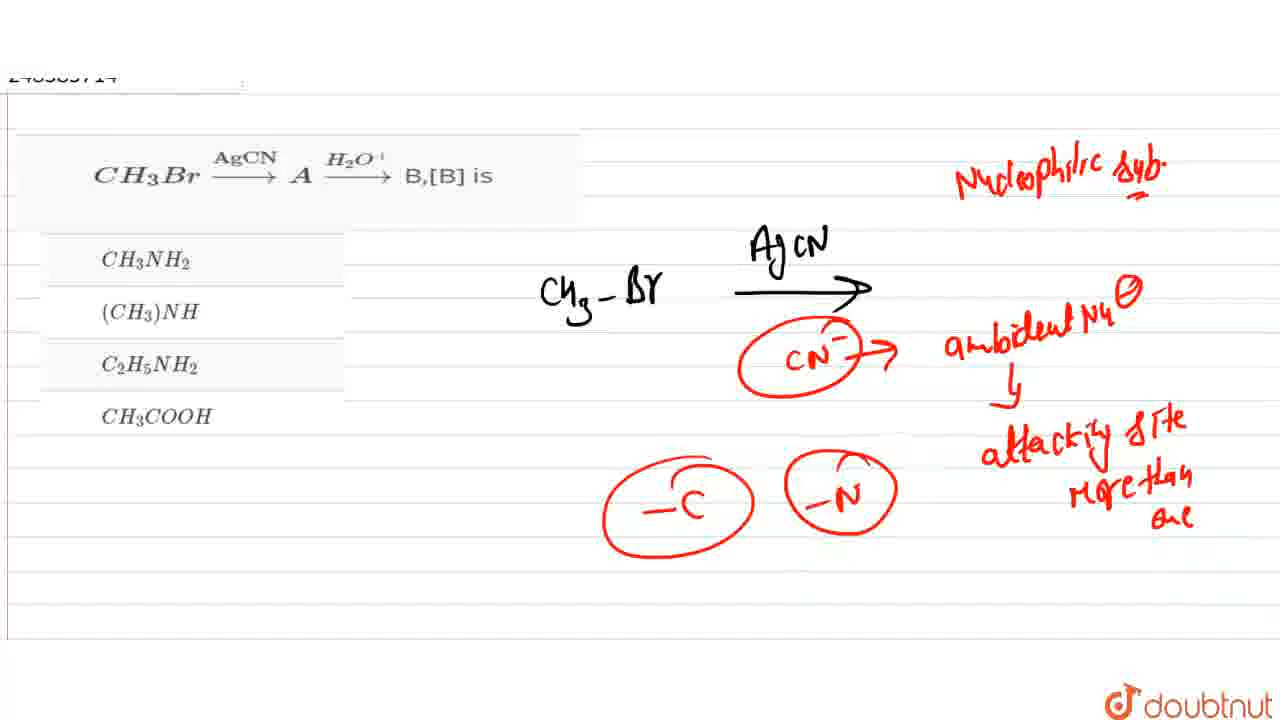 CH₃Br AgCN→ A H₂O⁺→ B,[B] is
CH₃NH₂
(CH₃)NH
C₂H₅NH₂
CH₃COOH
Nucleophilic Sub.
CH₃-Br AgCN
CN⁻
ambident Nu⊖
attacking site
More than
one
-C -N
doubtnut